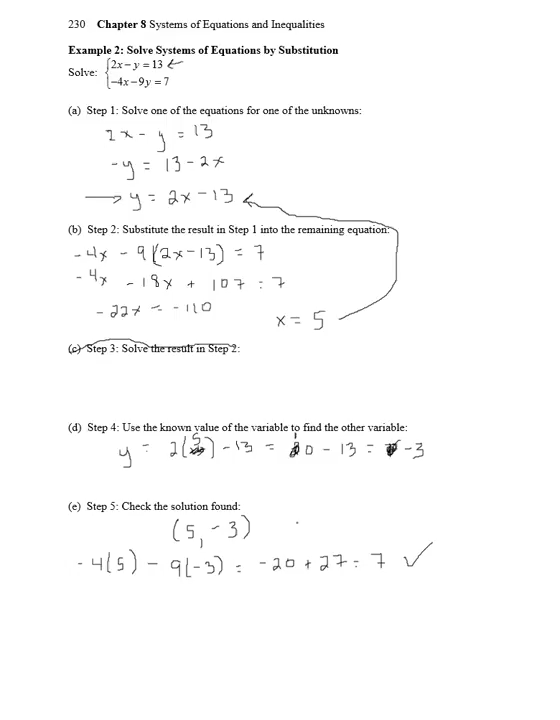 230 Chapter 8 Systems of Equations and Inequalities
Example 2: Solve Systems of Equations by Substitution
Solve: {2x − y = 13 ←
−4x − 9y = 7
(a) Step 1: Solve one of the equations for one of the unknowns:
2x - y = 13
-y = 13 - 2x
→ y = 2x - 13
(b) Step 2: Substitute the result in Step 1 into the remaining equation:
-4x - 9(2x-13) = 7
-4x - 18x + 107 = 7
-22x = -110
x = 5
(c) Step 3: Solve the result in Step 2:
(d) Step 4: Use the known value of the variable to find the other variable:
y = 2(5) - 13 = 10 - 13 = -3
(e) Step 5: Check the solution found:
(5, -3)
-4(5) - 9(-3) = -20 + 27 = 7 ✓